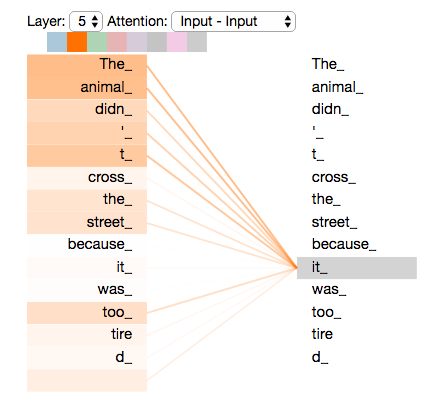 Layer: 5 Attention: Input - Input
The_ The_
animal_ animal_
didn_ didn_
'_ '_
t_ t_
cross_ cross_
the_ the_
street_ street_
because_ because_
it_ it_
was_ was_
too_ too_
tire tire
d_ d_